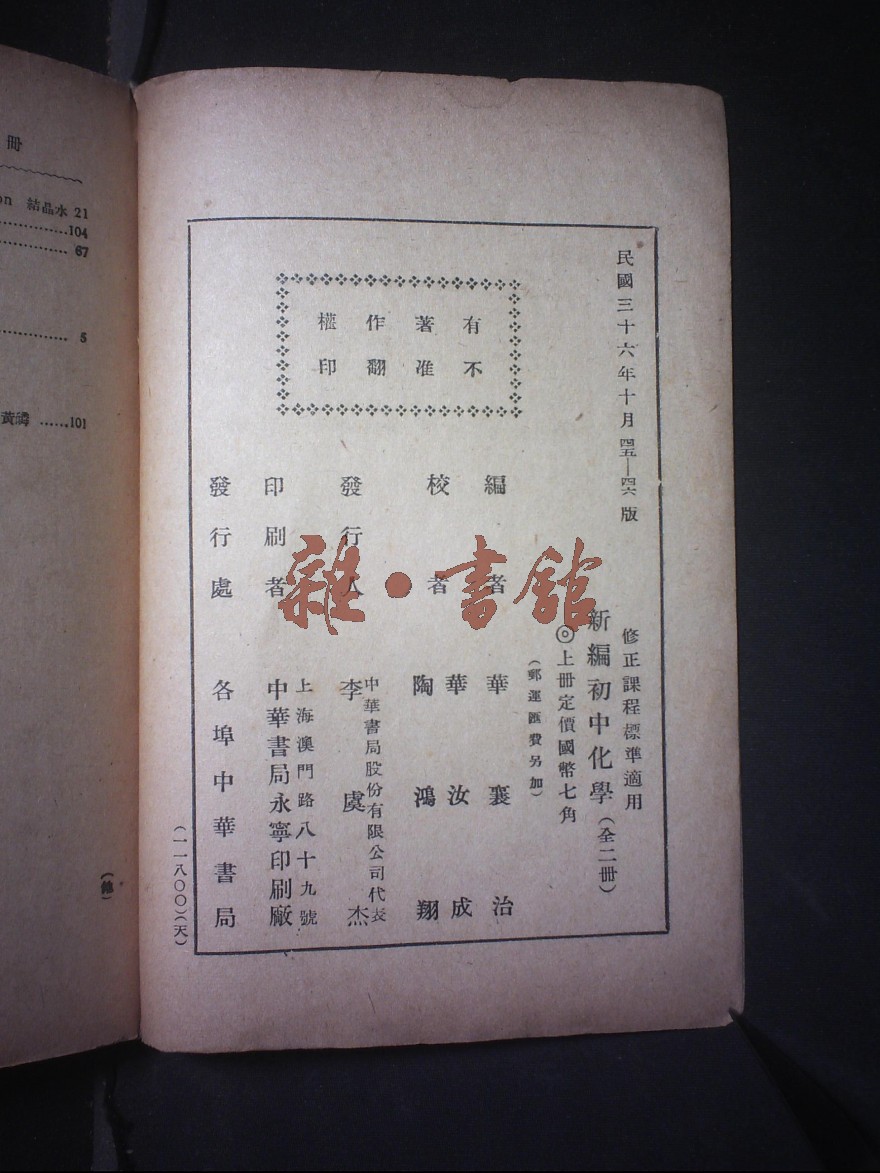 冊
結晶水 21
104
67
5
黃磷 ......101
民國三十六年十月四五—四六版
修正課程標準適用
新編初中化學(全二冊)
◎上冊定價國幣七角
(郵運匯費另加)
有著作權
不准翻印
編者 華襄治
校者 華汝成
陶鴻翔
發行人 中華書局股份有限公司代表
李虞杰
印刷者 上海澳門路八十九號
中華書局永寧印刷廠
發行處 各埠中華書局
(一一八〇〇)(天)
雜·書館